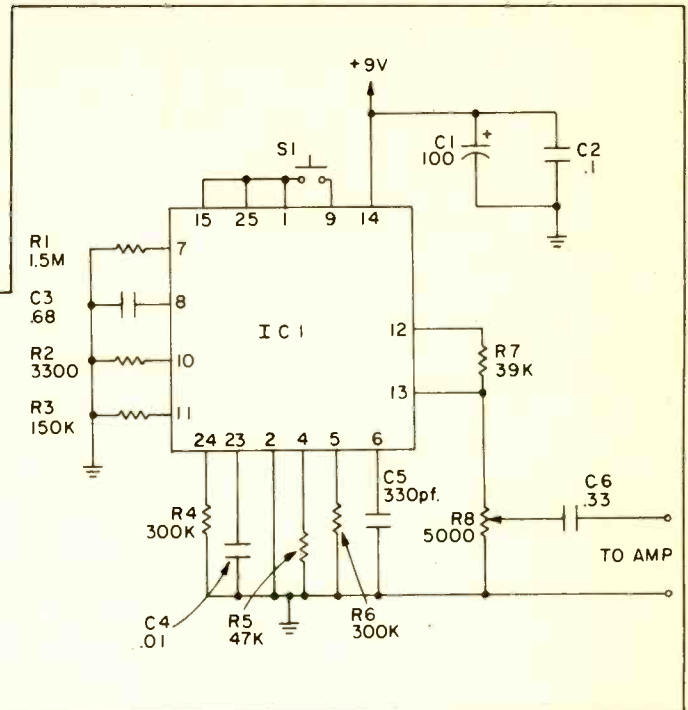 +9V
S1
C1
+
100
C2
.1
15 25 1 9 14
R1
1.5M
7
C3
.68
8
IC1
12
R7
39K
R2
3300
10
13
R3
150K
11
24 23 2 4 5 6
C5
330pf.
C6
.33
R4
300K
R8
5000
TO AMP
C4
.01
R5
47K
R6
300K